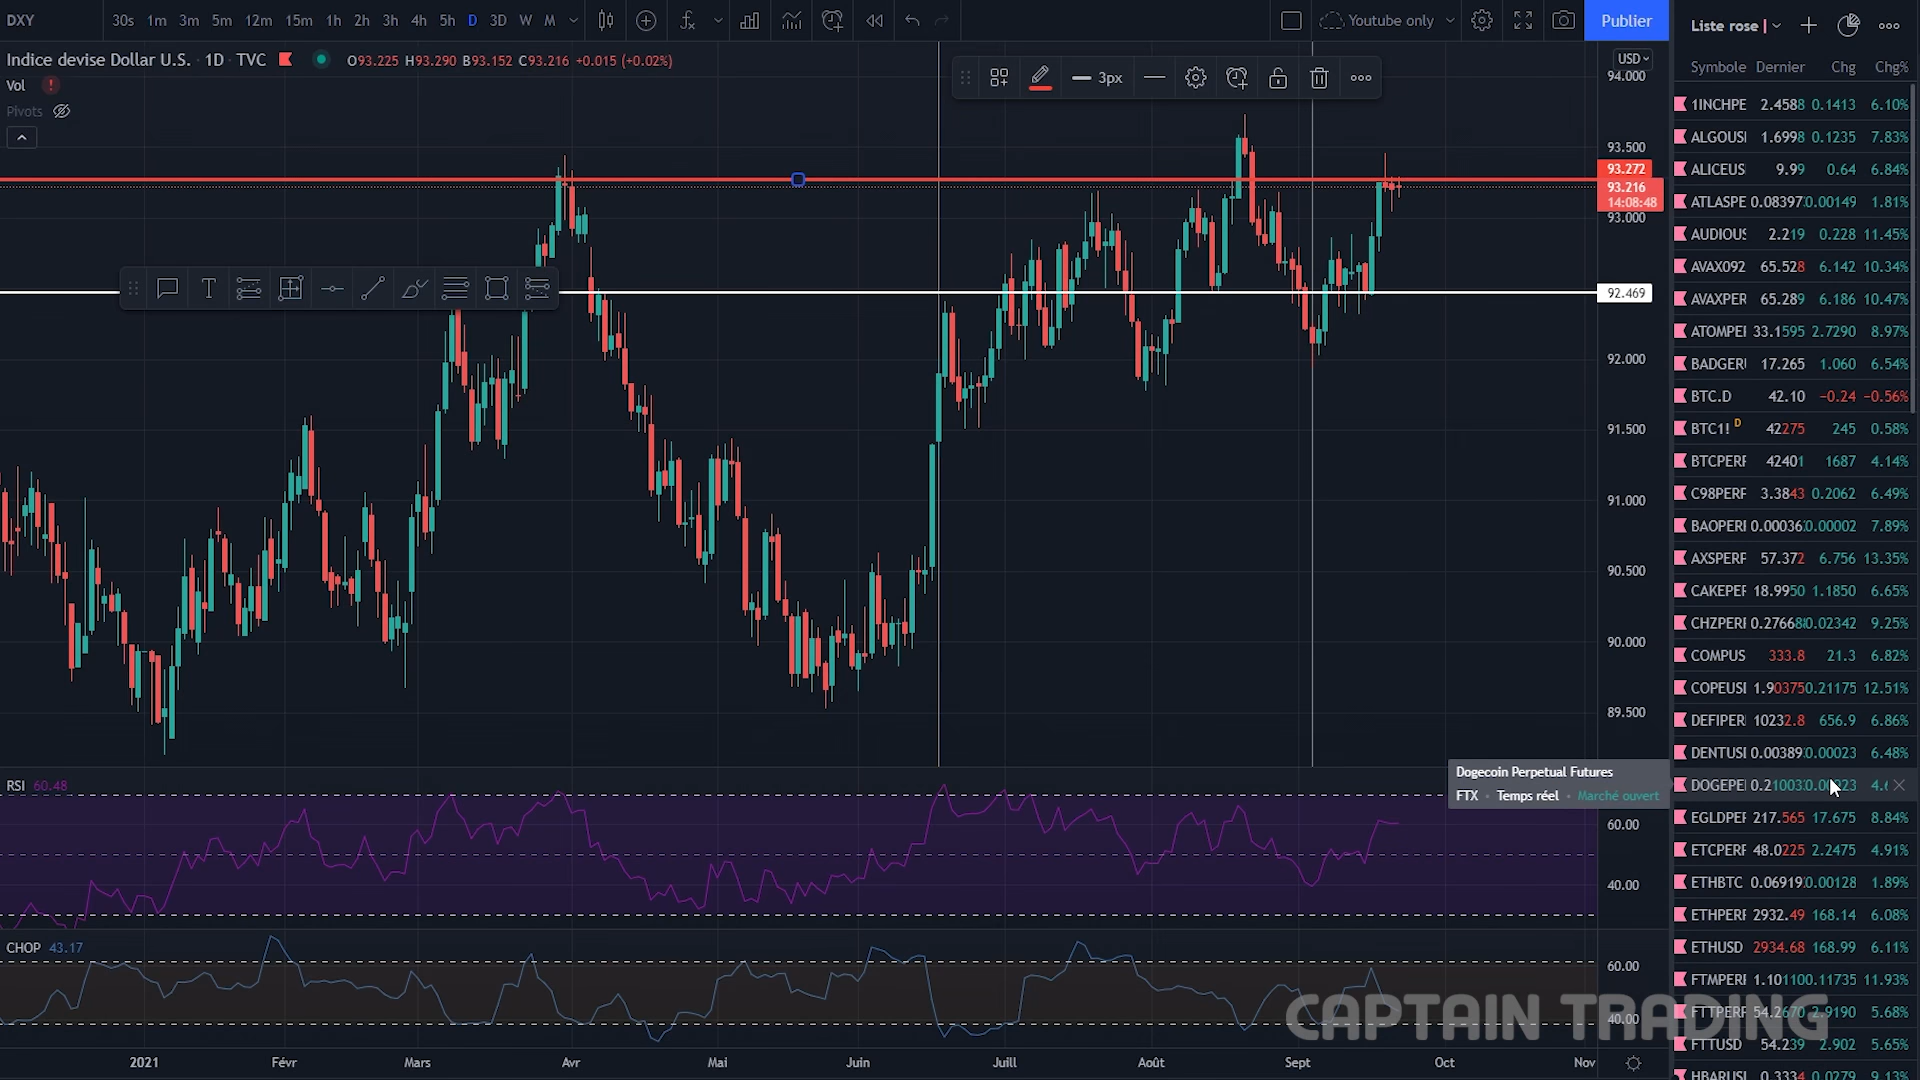 DXY 30s 1m 3m 5m 12m 15m 1h 2h 3h 4h 5h D 3D W M Youtube only Publier
Indice devise Dollar U.S. · 1D · TVC O93.225 H93.290 B93.152 C93.216 +0.015 (+0.02%)
Vol
Pivots
3px
T
USD
94.000
93.500
93.272
93.216
14:08:48
93.000
92.469
92.000
91.500
91.000
90.500
90.000
89.500
RSI 60.48
60.00
40.00
CHOP 43.17
60.00
40.00
2021 Févr Mars Avr Mai Juin Juill Août Sept Oct Nov
Dogecoin Perpetual Futures
FTX · Temps réel · Marché ouvert
Liste rose
Symbole Dernier Chg Chg%
1INCHPE 2.4588 0.1413 6.10%
ALGOUSI 1.6998 0.1235 7.83%
ALICEUS 9.99 0.64 6.84%
ATLASPE 0.08397 0.00149 1.81%
AUDIOUS 2.219 0.228 11.45%
AVAX092 65.528 6.142 10.34%
AVAXPER 65.289 6.186 10.47%
ATOMPEI 33.1595 2.7290 8.97%
BADGERI 17.265 1.060 6.54%
BTC.D 42.10 −0.24 −0.56%
BTC1! D 42275 245 0.58%
BTCPERF 42401 1687 4.14%
C98PERF 3.3843 0.2062 6.49%
BAOPERI 0.00036 0.00002 7.89%
AXSPERF 57.372 6.756 13.35%
CAKEPEF 18.9950 1.1850 6.65%
CHZPERI 0.27668 0.02342 9.25%
COMPUS 333.8 21.3 6.82%
COPEUSI 1.90375 0.21175 12.51%
DEFIPER 10232.8 656.9 6.86%
DENTUSI 0.00389 0.00023 6.48%
DOGEPEI
EGLDPEF 217.565 17.675 8.84%
ETCPERF 48.0225 2.2475 4.91%
ETHBTC 0.06919 0.00128 1.89%
ETHPERF 2932.49 168.14 6.08%
ETHUSD 2934.68 168.99 6.11%
FTMPERI 1.101100 0.11735 11.93%
FTTPERF 54.2670 2.9190 5.68%
FTTUSD 54.239 2.902 5.65%
HBARUSI 0.3334 0.0279 9.13%
CAPTAIN TRADING